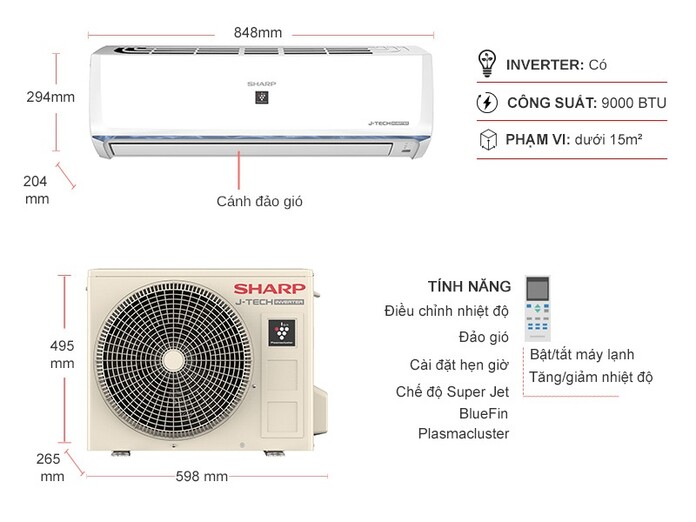 848mm
294mm
204
mm
SHARP
J-TECH INVERTER
Cánh đảo gió
INVERTER: Có
CÔNG SUẤT: 9000 BTU
PHẠM VI: dưới 15m²
495
mm
265
mm
598 mm
SHARP
J-TECH INVERTER
Plasmacluster
TÍNH NĂNG
Điều chỉnh nhiệt độ
Đảo gió
Cài đặt hẹn giờ
Chế độ Super Jet
BlueFin
Plasmacluster
Bật/tắt máy lạnh
Tăng/giảm nhiệt độ